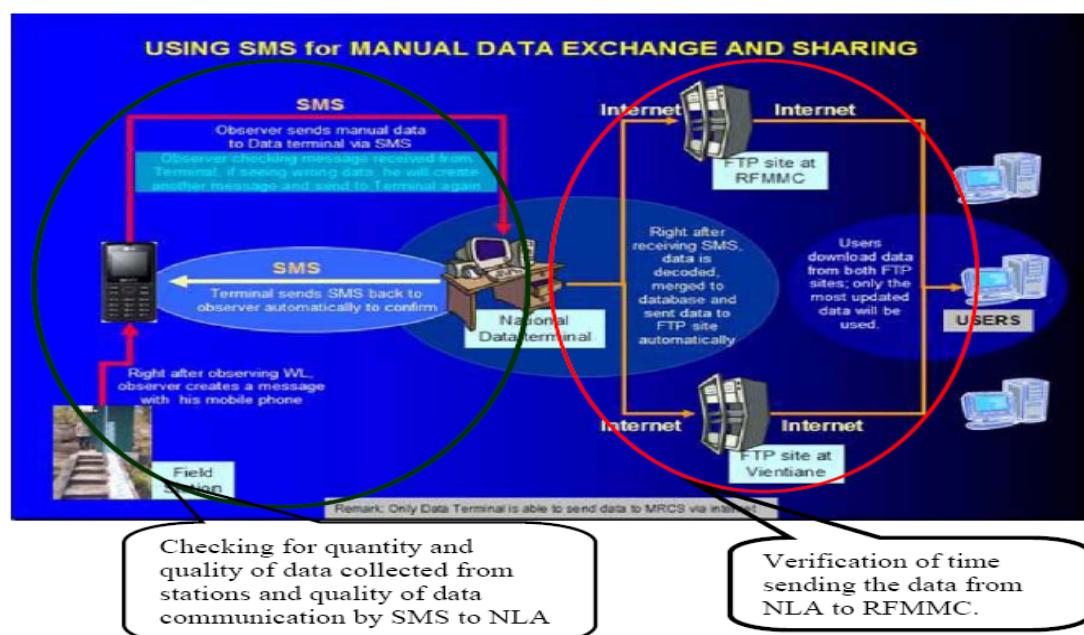 USING SMS for MANUAL DATA EXCHANGE AND SHARING
SMS
Observer sends manual data
to Data terminal via SMS
Observer checking message received from
Terminal, if seeing wrong data, he will create
another message and send to Terminal again
SMS
Terminal sends SMS back to
observer automatically to confirm
National
Data terminal
Right after observing WL,
observer creates a message
with his mobile phone
Field
Station
Internet
Internet
FTP site at
RFMMC
Right after
receiving SMS,
data is
decoded,
merged to
database and
sent data to
FTP site
automatically
Users
download data
from both FTP
sites; only the
most updated
data will be
used.
USERS
Internet
Internet
FTP site at
Vientiane
Remark: Only Data Terminal is able to send data to MRCS via internet
Checking for quantity and
quality of data collected from
stations and quality of data
communication by SMS to NLA
Verification of time
sending the data from
NLA to RFMMC.